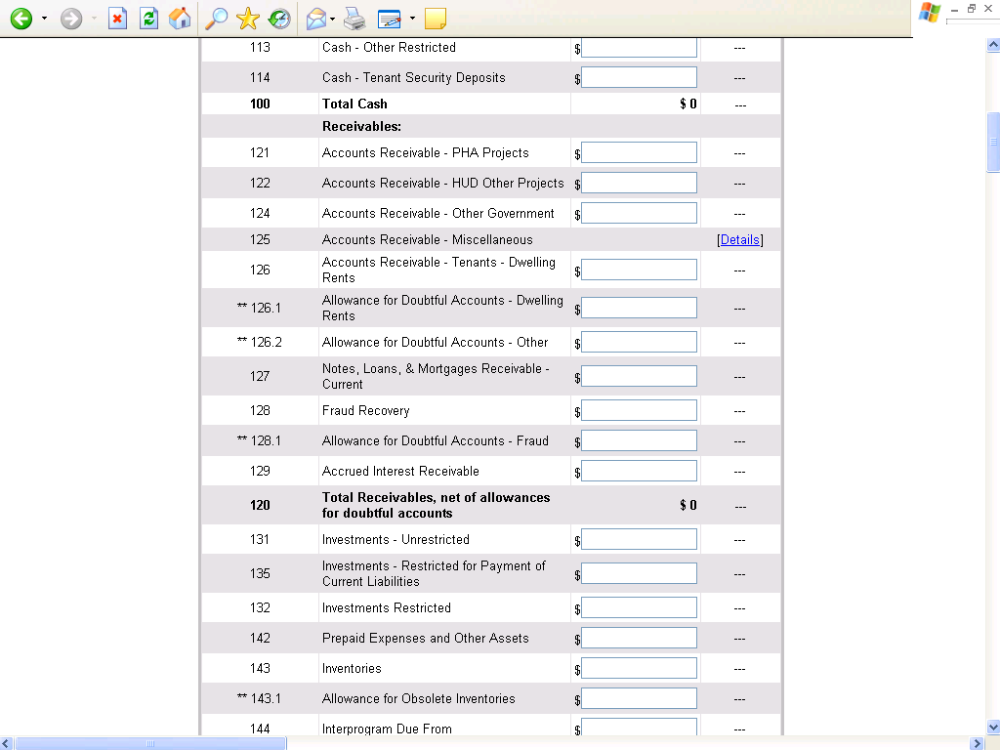 113 Cash - Other Restricted $ ---
114 Cash - Tenant Security Deposits $ ---
100 Total Cash $ 0 ---
Receivables:
121 Accounts Receivable - PHA Projects $ ---
122 Accounts Receivable - HUD Other Projects $ ---
124 Accounts Receivable - Other Government $ ---
125 Accounts Receivable - Miscellaneous [Details]
126 Accounts Receivable - Tenants - Dwelling
Rents $ ---
** 126.1 Allowance for Doubtful Accounts - Dwelling
Rents $ ---
** 126.2 Allowance for Doubtful Accounts - Other $ ---
127 Notes, Loans, & Mortgages Receivable -
Current $ ---
128 Fraud Recovery $ ---
** 128.1 Allowance for Doubtful Accounts - Fraud $ ---
129 Accrued Interest Receivable $ ---
120 Total Receivables, net of allowances
for doubtful accounts $ 0 ---
131 Investments - Unrestricted $ ---
135 Investments - Restricted for Payment of
Current Liabilities $ ---
132 Investments Restricted $ ---
142 Prepaid Expenses and Other Assets $ ---
143 Inventories $ ---
** 143.1 Allowance for Obsolete Inventories $ ---
144 Interprogram Due From $ ---